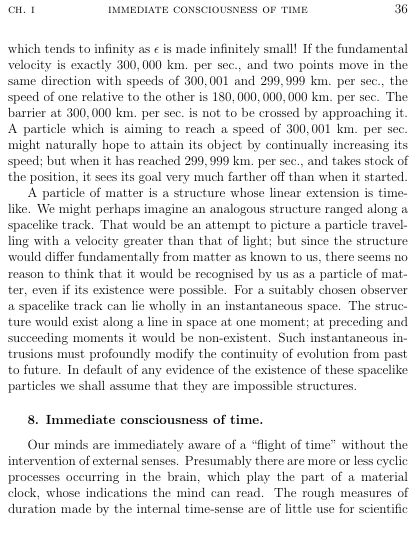 CH. I IMMEDIATE CONSCIOUSNESS OF TIME 36
which tends to infinity as ϵ is made infinitely small! If the fundamental
velocity is exactly 300,000 km. per sec., and two points move in the
same direction with speeds of 300,001 and 299,999 km. per sec., the
speed of one relative to the other is 180,000,000,000 km. per sec. The
barrier at 300,000 km. per sec. is not to be crossed by approaching it.
A particle which is aiming to reach a speed of 300,001 km. per sec.
might naturally hope to attain its object by continually increasing its
speed; but when it has reached 299,999 km. per sec., and takes stock of
the position, it sees its goal very much farther off than when it started.
A particle of matter is a structure whose linear extension is time-
like. We might perhaps imagine an analogous structure ranged along a
spacelike track. That would be an attempt to picture a particle travel-
ling with a velocity greater than that of light; but since the structure
would differ fundamentally from matter as known to us, there seems no
reason to think that it would be recognised by us as a particle of mat-
ter, even if its existence were possible. For a suitably chosen observer
a spacelike track can lie wholly in an instantaneous space. The struc-
ture would exist along a line in space at one moment; at preceding and
succeeding moments it would be non-existent. Such instantaneous in-
trusions must profoundly modify the continuity of evolution from past
to future. In default of any evidence of the existence of these spacelike
particles we shall assume that they are impossible structures.
8. Immediate consciousness of time.
Our minds are immediately aware of a “flight of time” without the
intervention of external senses. Presumably there are more or less cyclic
processes occurring in the brain, which play the part of a material
clock, whose indications the mind can read. The rough measures of
duration made by the internal time-sense are of little use for scientific